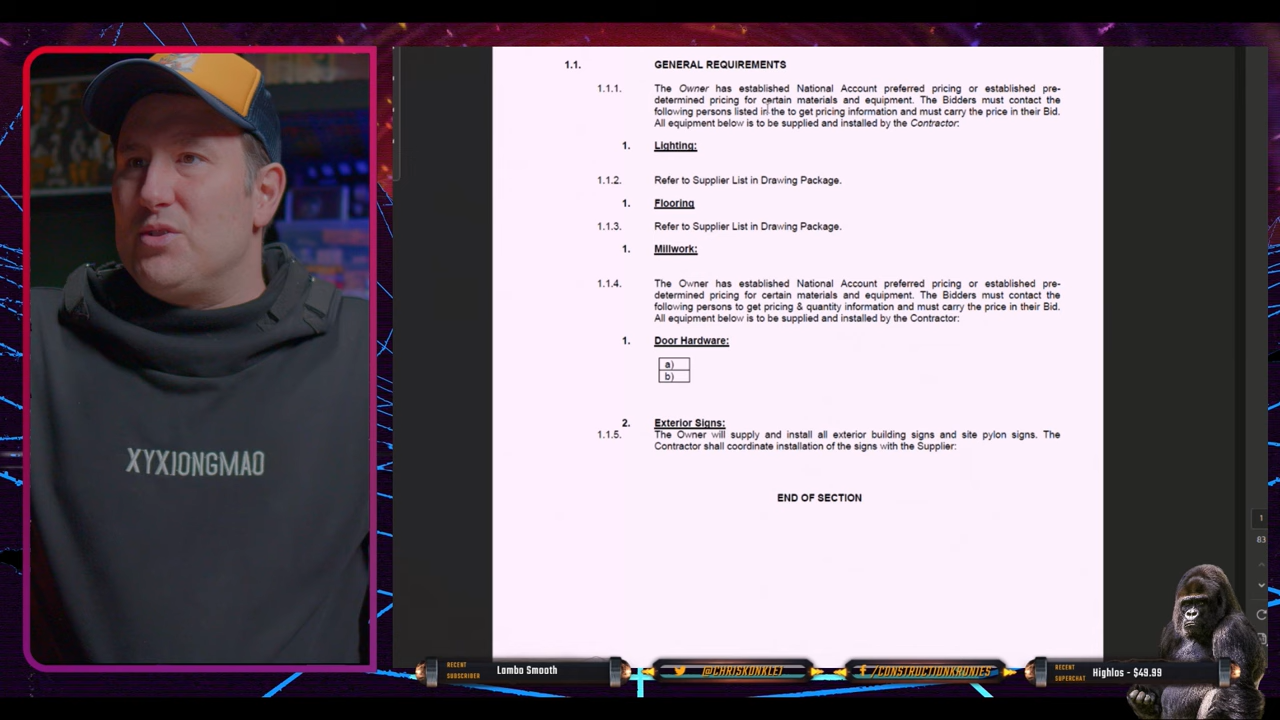 1.1. GENERAL REQUIREMENTS
1.1.1. The Owner has established National Account preferred pricing or established pre-
determined pricing for certain materials and equipment. The Bidders must contact the
following persons listed in the to get pricing information and must carry the price in their Bid.
All equipment below is to be supplied and installed by the Contractor:
1. Lighting:
1.1.2. Refer to Supplier List in Drawing Package.
1. Flooring
1.1.3. Refer to Supplier List in Drawing Package.
1. Millwork:
1.1.4. The Owner has established National Account preferred pricing or established pre-
determined pricing for certain materials and equipment. The Bidders must contact the
following persons to get pricing & quantity information and must carry the price in their Bid.
All equipment below is to be supplied and installed by the Contractor:
1. Door Hardware:
a)
b)
2. Exterior Signs:
1.1.5. The Owner will supply and install all exterior building signs and site pylon signs. The
Contractor shall coordinate installation of the signs with the Supplier:
END OF SECTION
XYXJONGMAO
1
83
RECENT
SUBSCRIBER
Lambo Smooth
@CHRISKONKLE1
/CONSTRUCTIONKRONIES
RECENT
SUPERCHAT
Highlos - $49.99